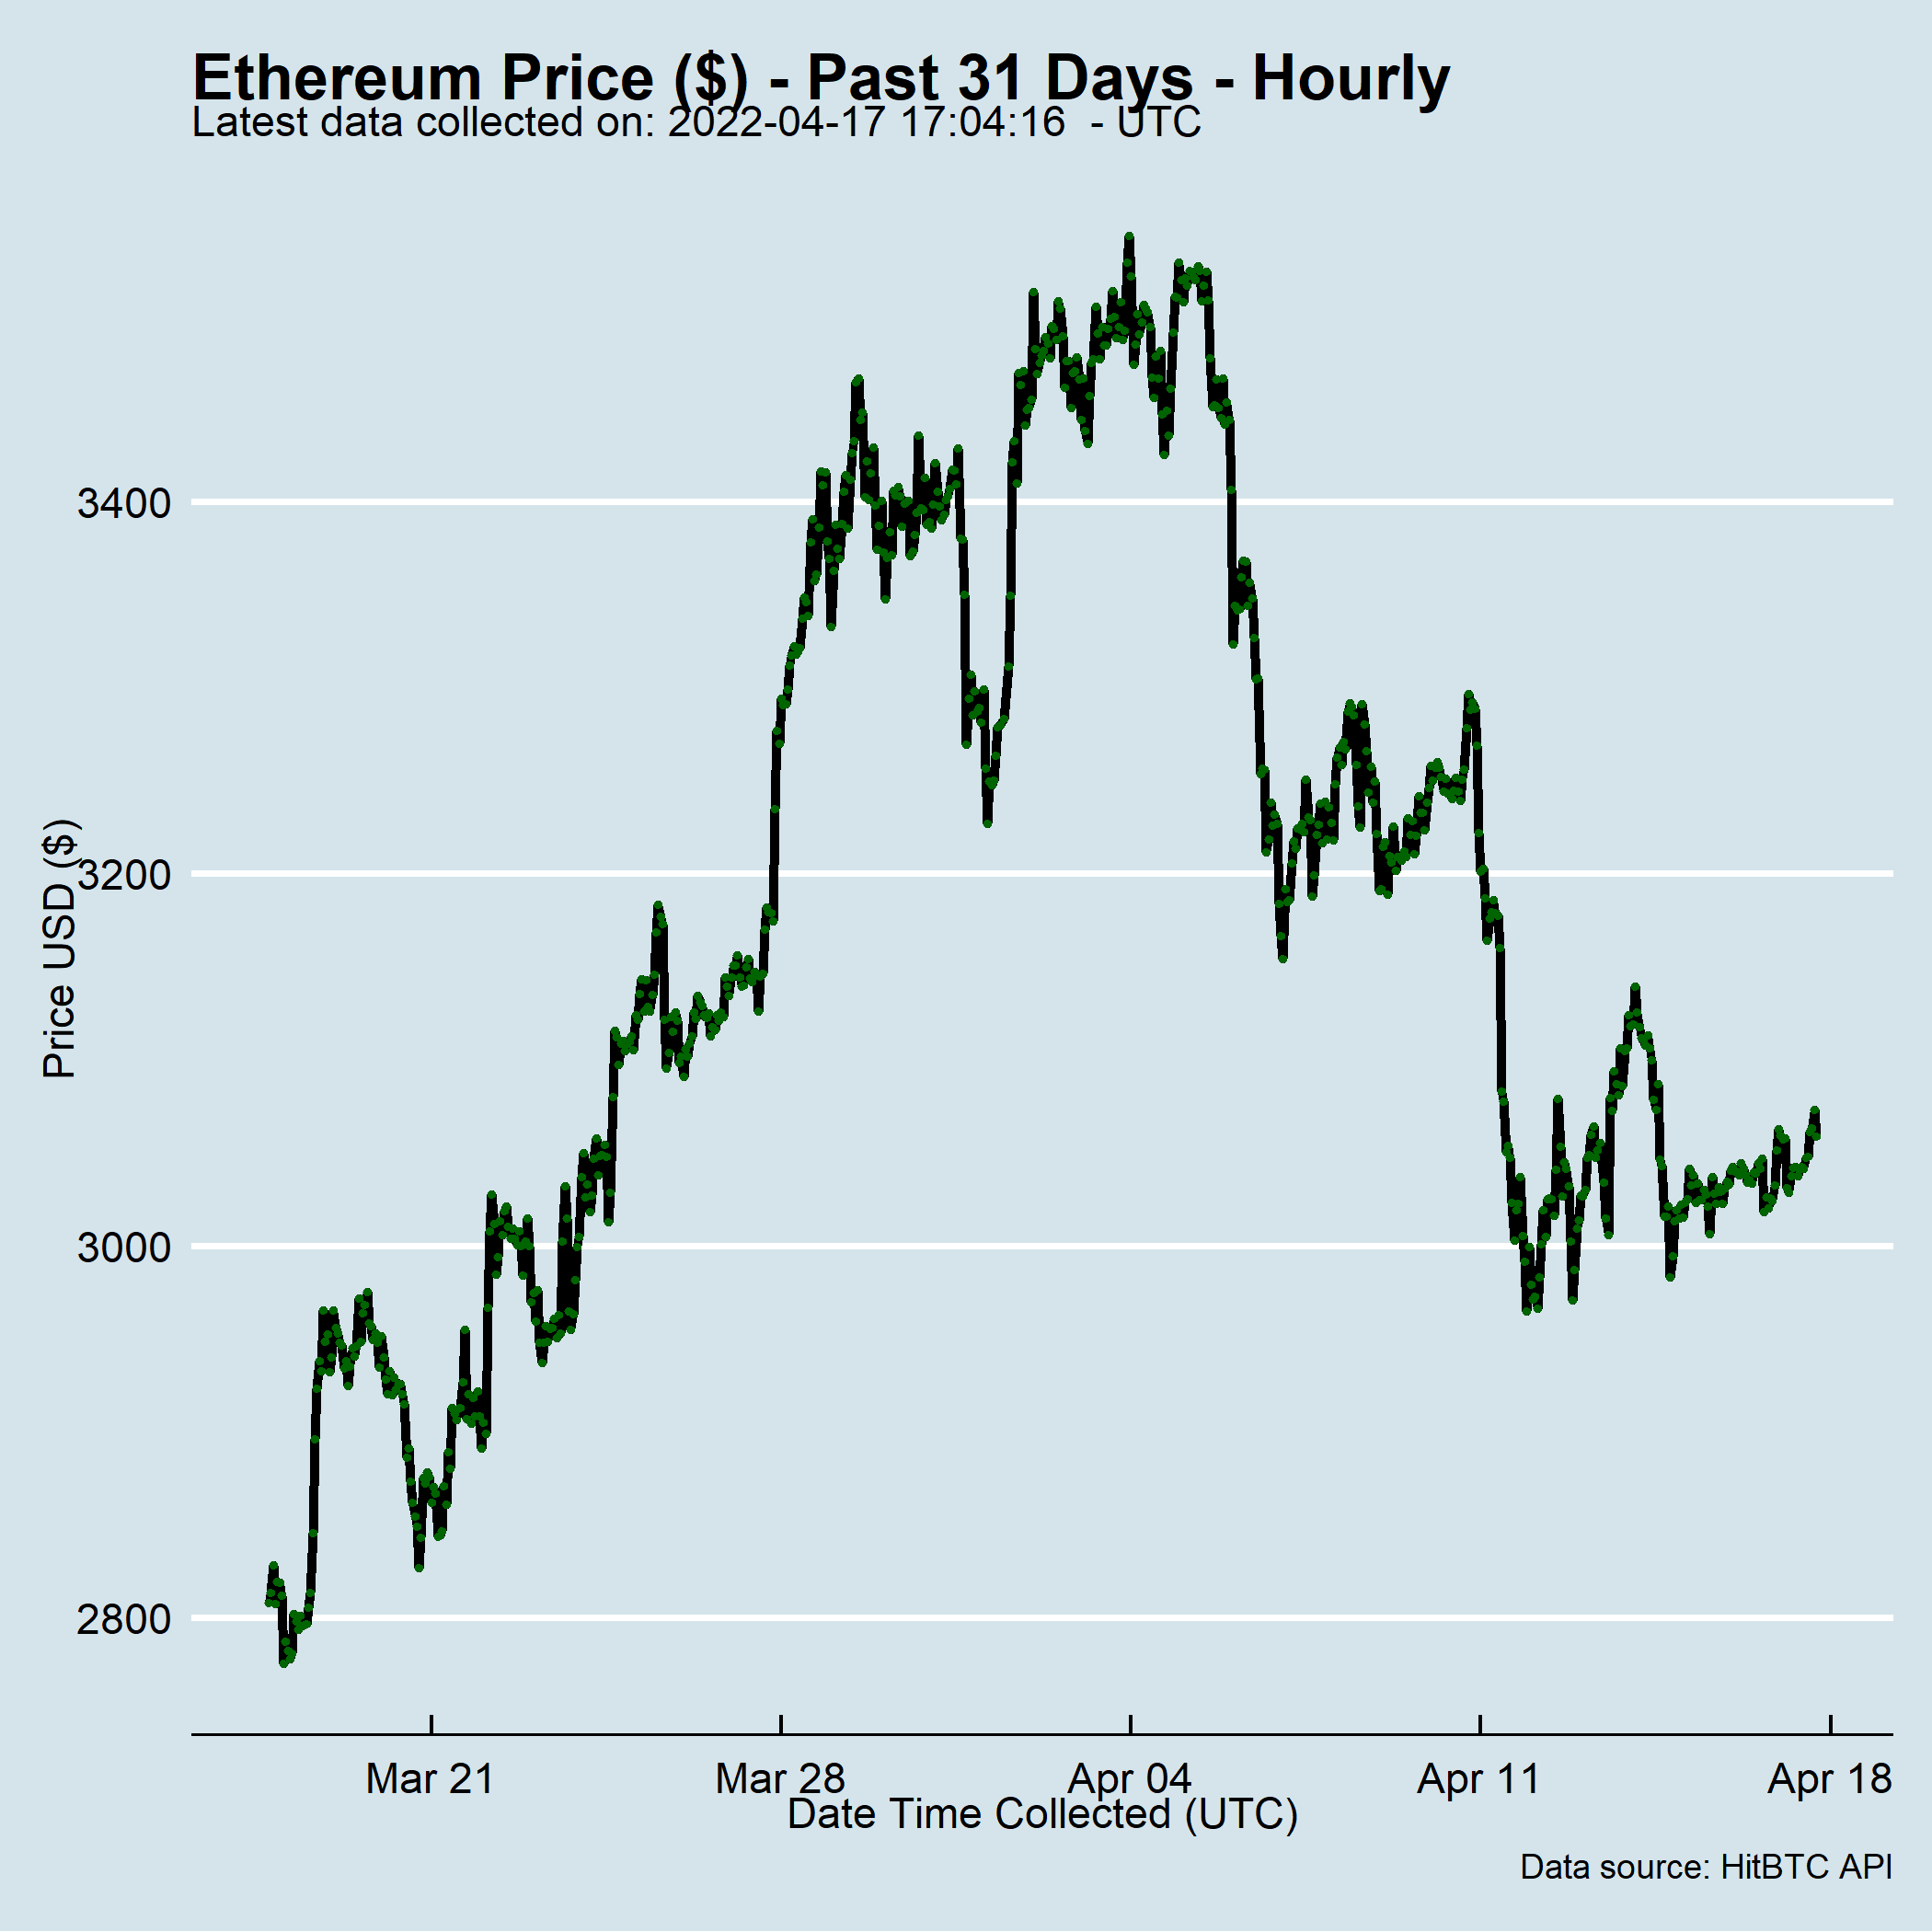 Ethereum Price ($) - Past 31 Days - Hourly
Latest data collected on: 2022-04-17 17:04:16  - UTC
Price USD ($)
3400
3200
3000
2800
Mar 21
Mar 28
Apr 04
Apr 11
Apr 18
Date Time Collected (UTC)
Data source: HitBTC API